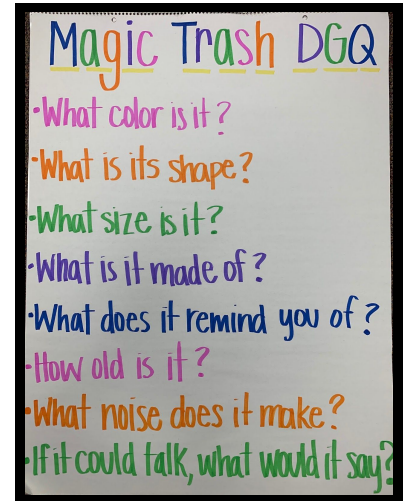 Magic Trash DGQ
•What color is it?
•What is its shape?
•What size is it?
•What is it made of?
•What does it remind you of?
•How old is it?
•What noise does it make?
•If it could talk, what would it say?